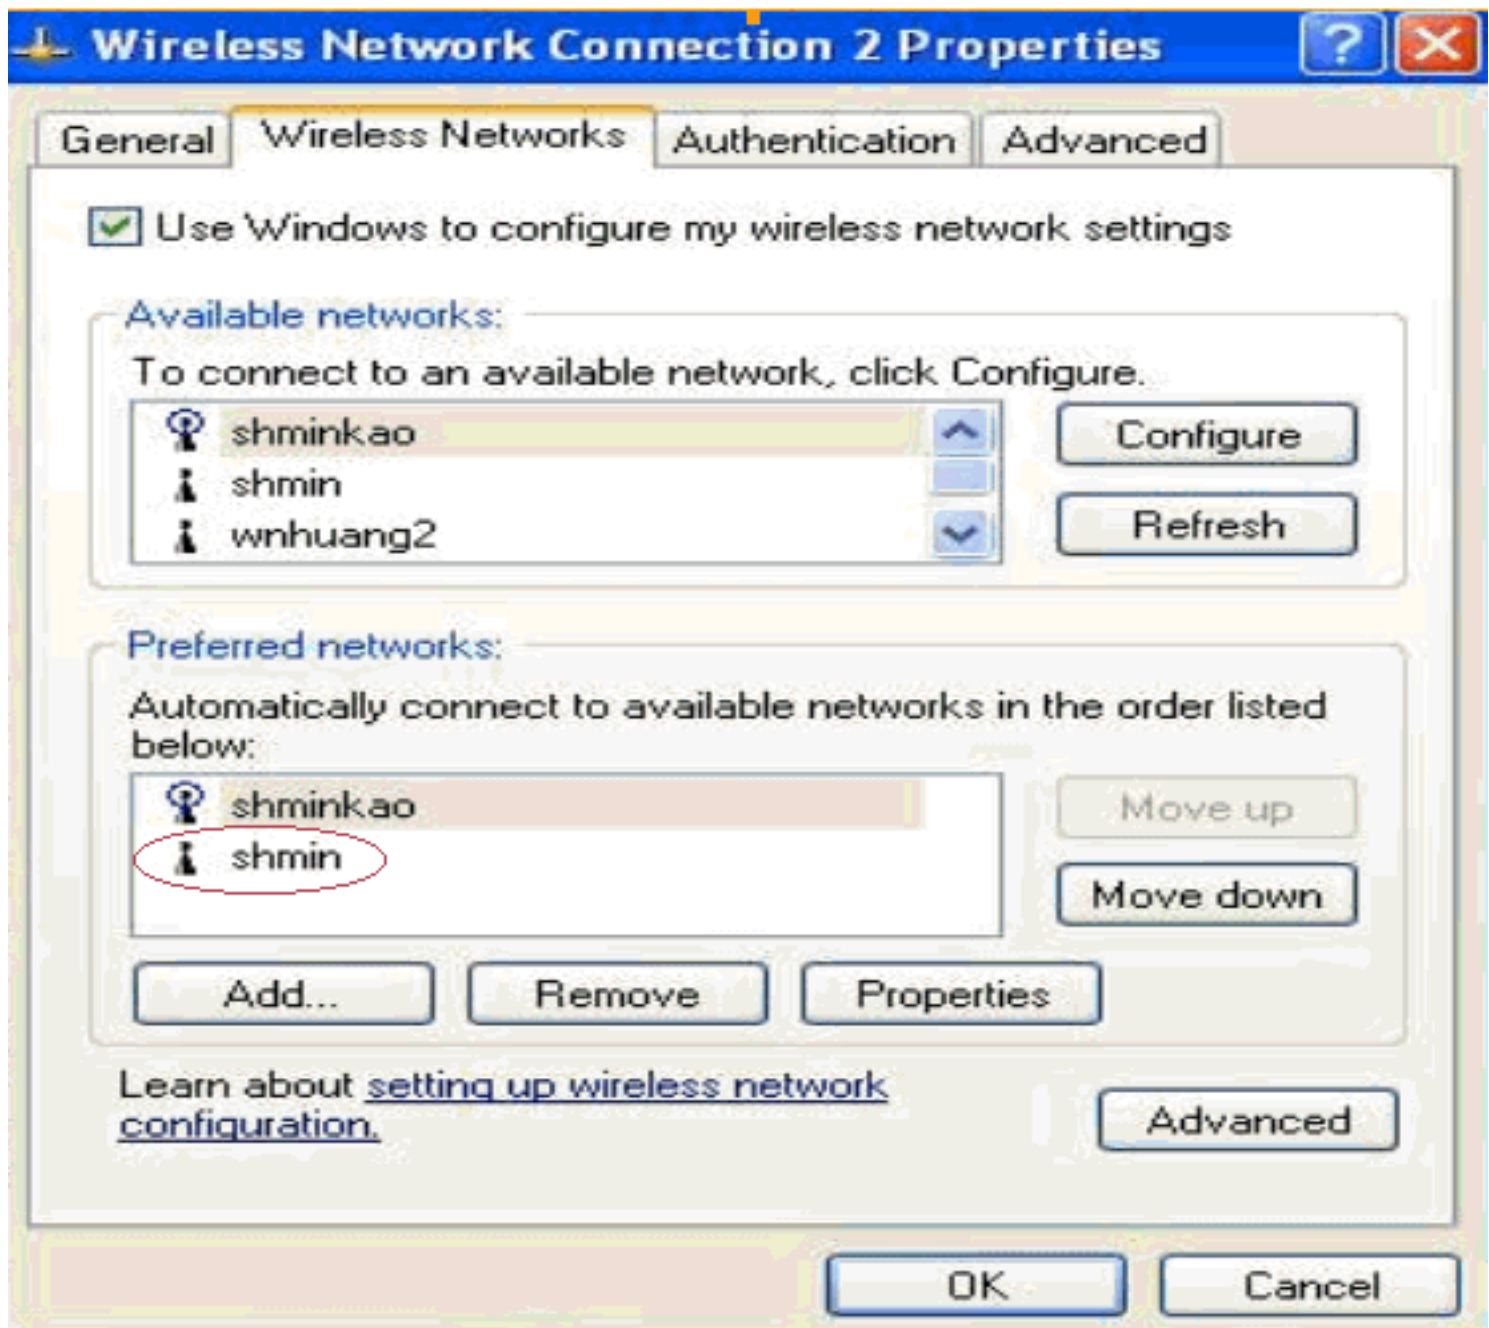 Wireless Network Connection 2 Properties
General Wireless Networks Authentication Advanced
Use Windows to configure my wireless network settings
Available networks:
To connect to an available network, click Configure.
shminkao
shmin
wnhuang2
Configure
Refresh
Preferred networks:
Automatically connect to available networks in the order listed
below:
shminkao
shmin
Move up
Move down
Add... Remove Properties
Learn about setting up wireless network
configuration.
Advanced
OK Cancel